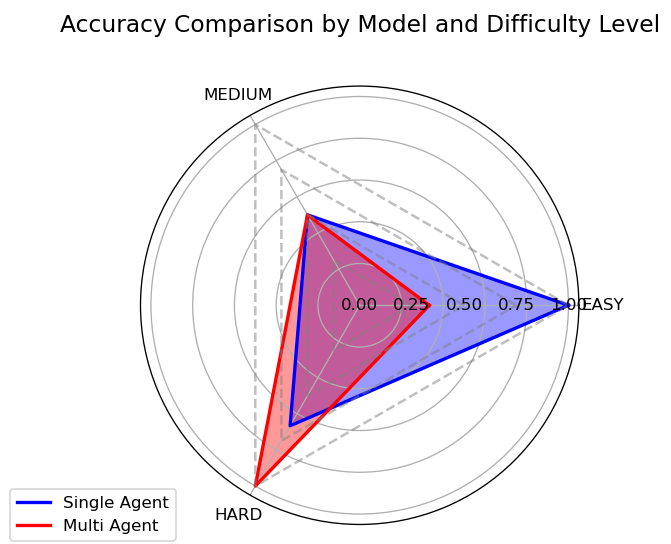 Accuracy Comparison by Model and Difficulty Level
MEDIUM
0.00 0.25 0.50 0.75 1.00 EASY
HARD
Single Agent
Multi Agent